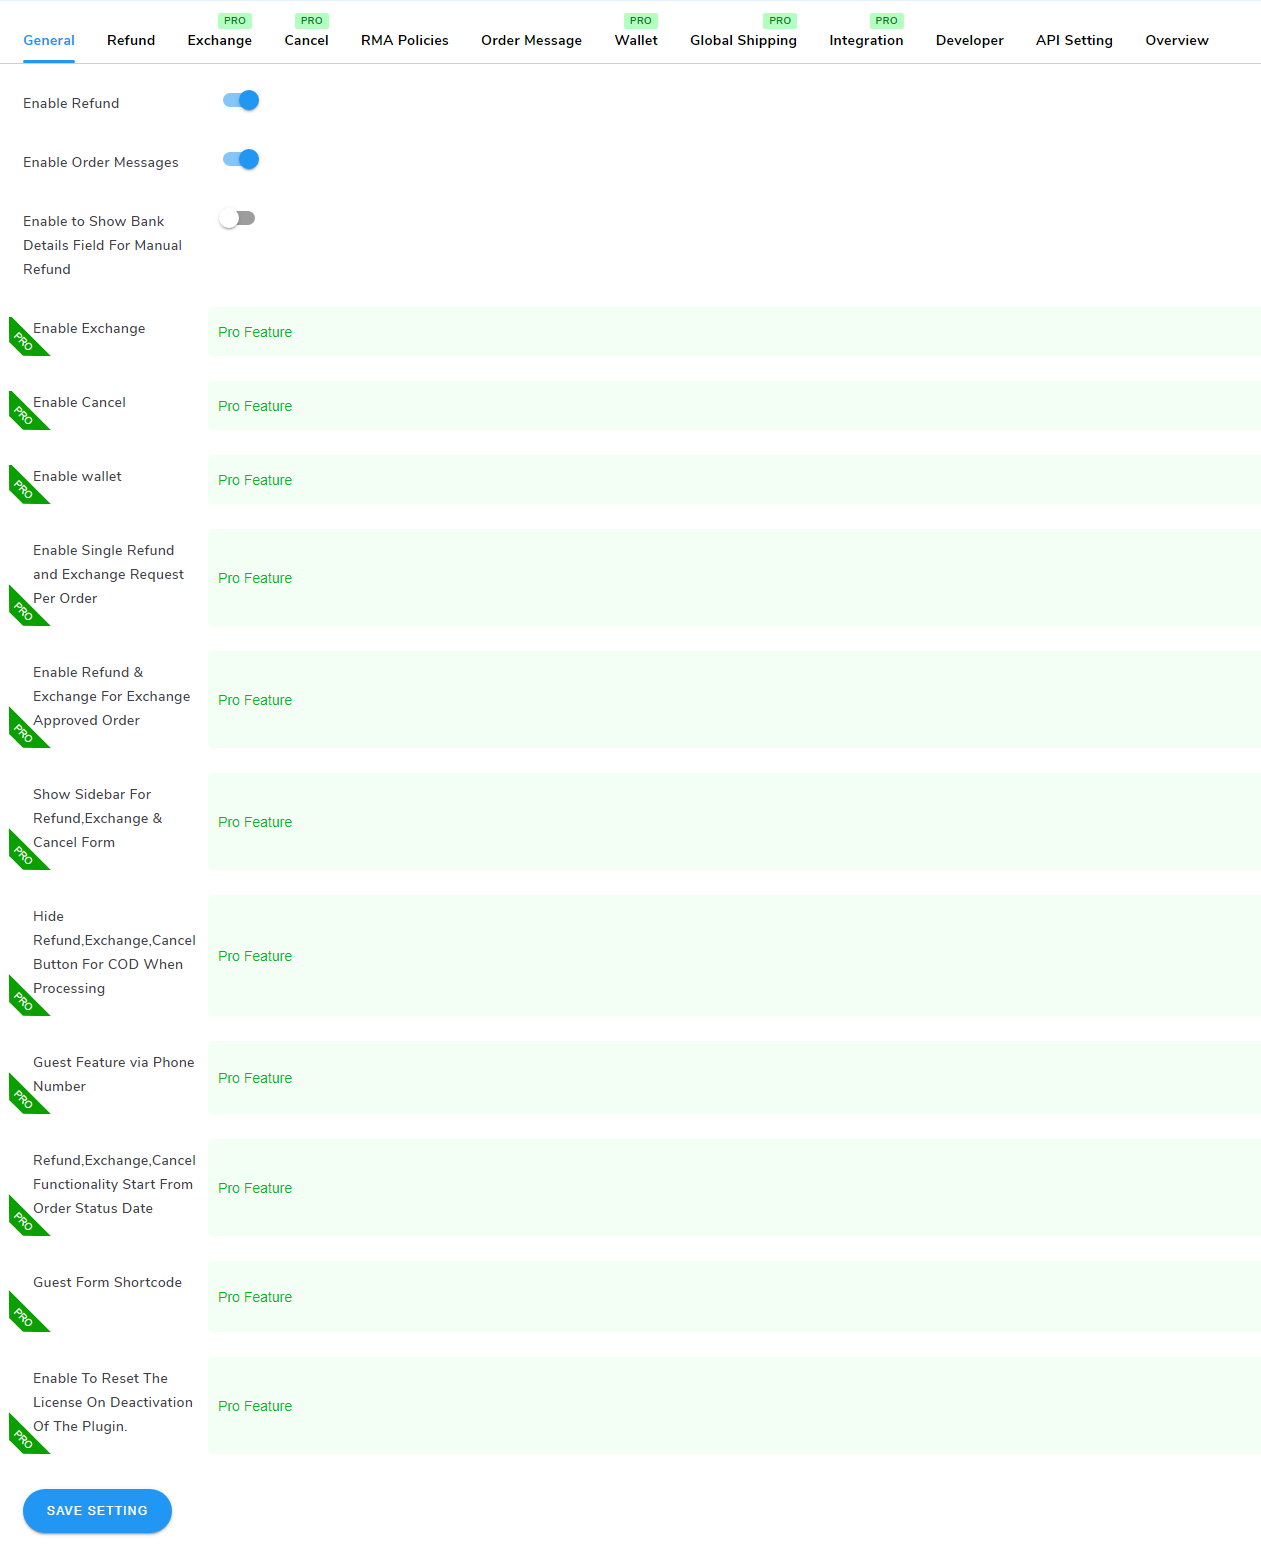 PRO PRO PRO PRO PRO
General Refund Exchange Cancel RMA Policies Order Message Wallet Global Shipping Integration Developer API Setting Overview
Enable Refund
Enable Order Messages
Enable to Show Bank
Details Field For Manual
Refund
Enable Exchange
PRO
Pro Feature
Enable Cancel
PRO
Pro Feature
Enable wallet
PRO
Pro Feature
Enable Single Refund
and Exchange Request
Per Order
PRO
Pro Feature
Enable Refund &
Exchange For Exchange
Approved Order
PRO
Pro Feature
Show Sidebar For
Refund,Exchange &
Cancel Form
PRO
Pro Feature
Hide
Refund,Exchange,Cancel
Button For COD When
Processing
PRO
Pro Feature
Guest Feature via Phone
Number
PRO
Pro Feature
Refund,Exchange,Cancel
Functionality Start From
Order Status Date
PRO
Pro Feature
Guest Form Shortcode
PRO
Pro Feature
Enable To Reset The
License On Deactivation
Of The Plugin.
PRO
Pro Feature
SAVE SETTING